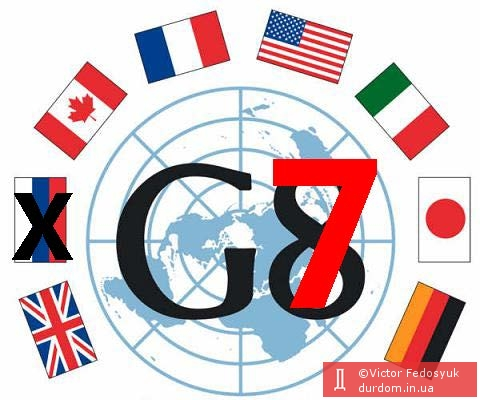 X
G87
Д ©Victor Fedosyuk
durdom.in.ua